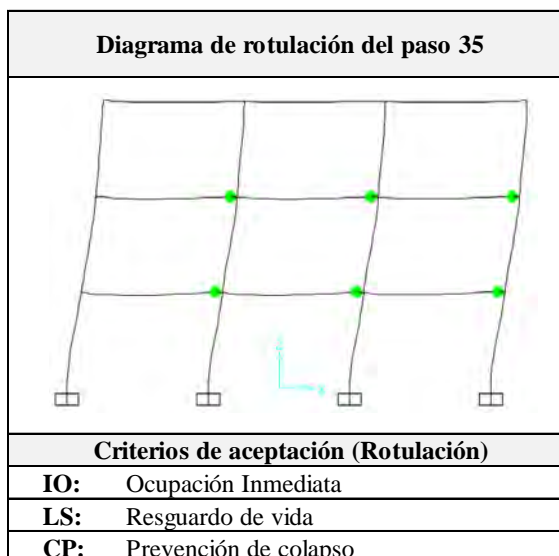 Diagrama de rotulación del paso 35
Criterios de aceptación (Rotulación)
IO: Ocupación Inmediata
LS: Resguardo de vida
CP: Prevención de colapso